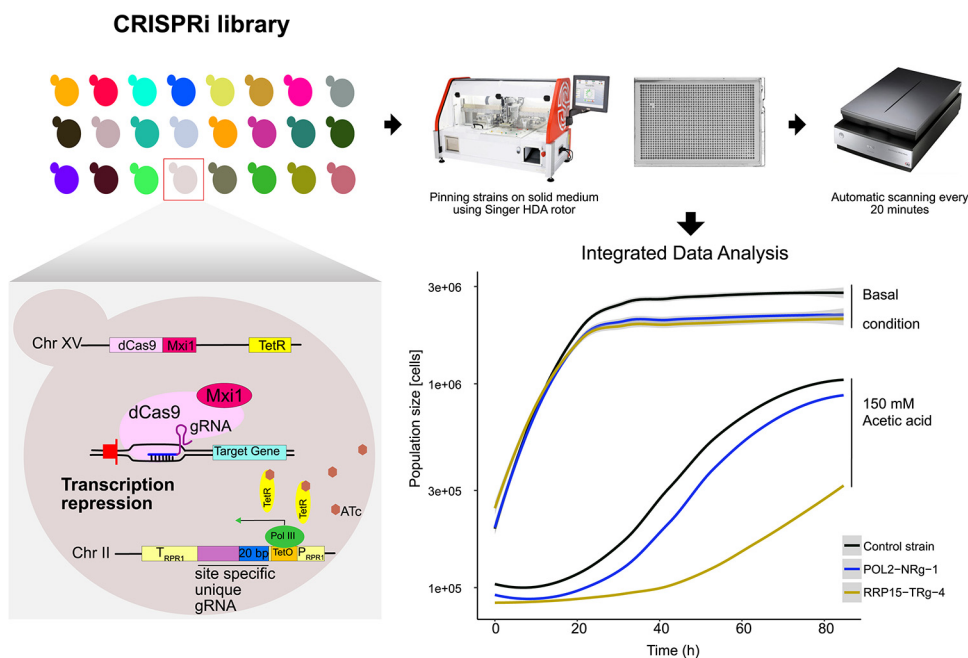 CRISPRi library
Pinning strains on solid medium
using Singer HDA rotor
Automatic scanning every
20 minutes
Chr XV
dCas9
Mxi1
TetR
Mxi1
dCas9
gRNA
Target Gene
Transcription
repression
TetR
TetR
ATc
Pol III
Chr II
TRPR1
20 bp
TetO
PRPR1
site specific
unique
gRNA
Integrated Data Analysis
Population size [cells]
3e+06
1e+06
3e+05
1e+05
0
20
40
60
80
Time (h)
Basal
condition
150 mM
Acetic acid
Control strain
POL2−NRg−1
RRP15−TRg−4